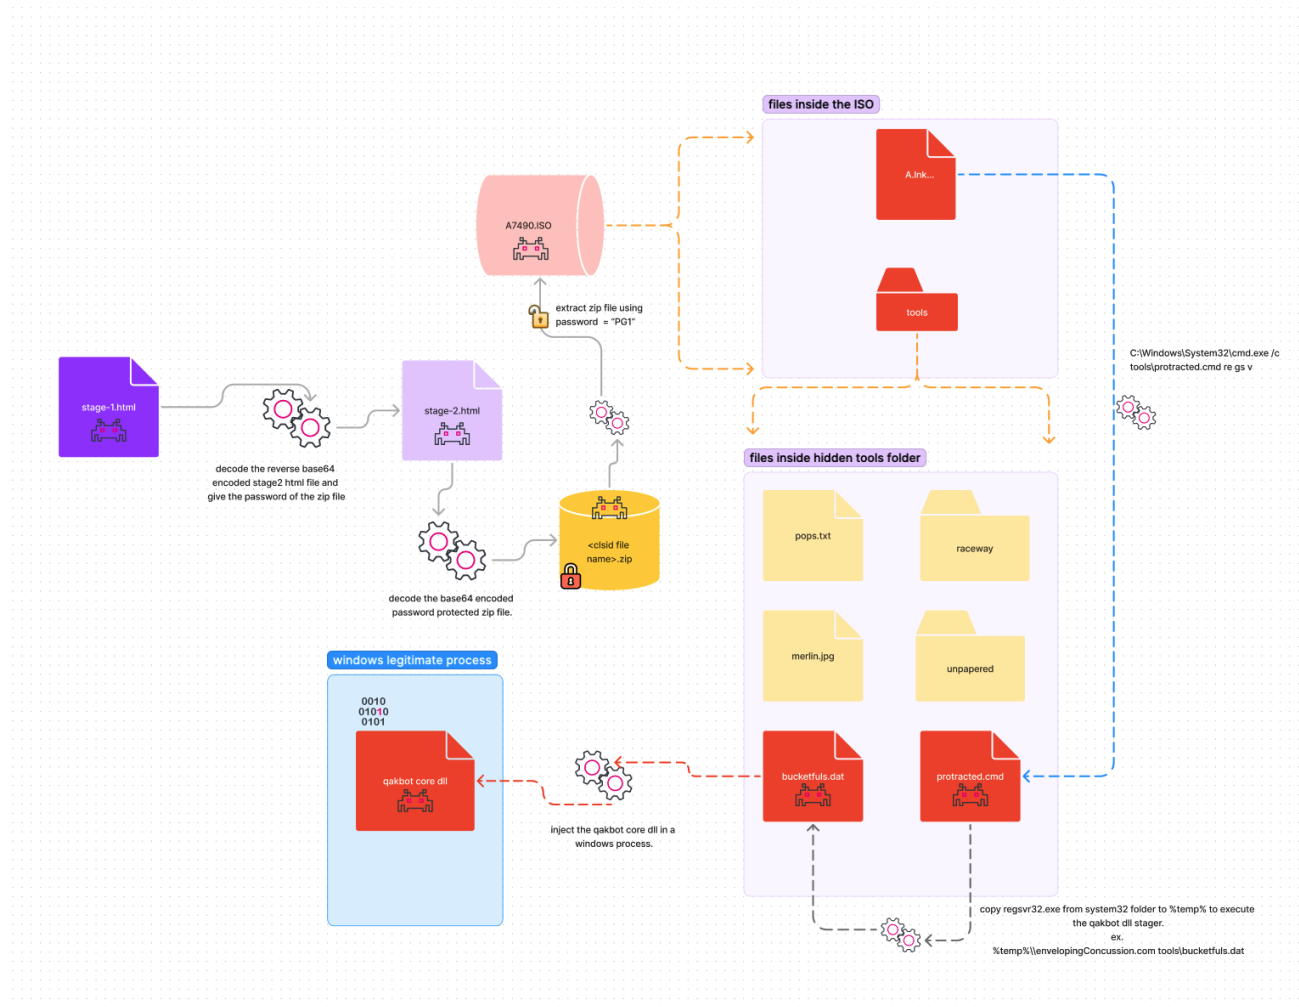 files inside the ISO
A.lnk...
A7490.ISO
tools
extract zip file using
password = "PG1"
C:\Windows\System32\cmd.exe /c
tools\protracted.cmd re gs v
stage-1.html
stage-2.html
decode the reverse base64
encoded stage2 html file and
give the password of the zip file
<clsid file
name>.zip
decode the base64 encoded
password protected zip file.
files inside hidden tools folder
pops.txt
raceway
merlin.jpg
unpapered
bucketfuls.dat
protracted.cmd
windows legitimate process
0010
01010
0101
qakbot core dll
inject the qakbot core dll in a
windows process.
copy regsvr32.exe from system32 folder to %temp% to execute
the qakbot dll stager.
ex.
%temp%\\envelopingConcussion.com tools\bucketfuls.dat